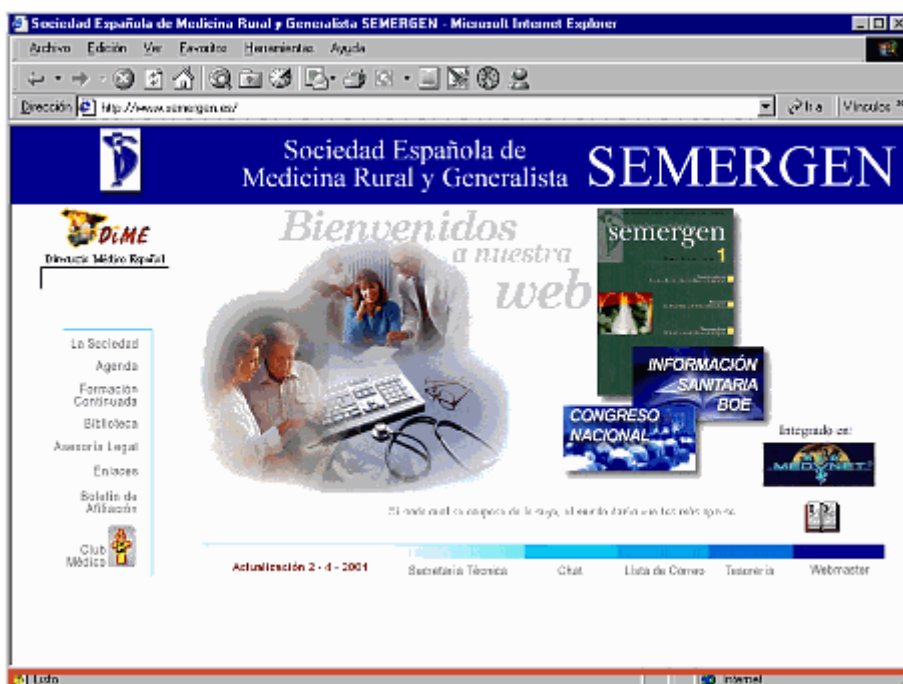 Sociedad Española de Medicina Rural y Generalista SEMERGEN - Microsoft Internet Explorer
Archivo Edición Ver Favoritos Herramientas Ayuda
Dirección http://www.semergen.es/ Ir a Vínculos
Sociedad Española de
Medicina Rural y Generalista SEMERGEN
DiME
Directorio Médico Español
Bienvenidos
a nuestra
web
semergen
1
La Sociedad
Agenda
Formación
Continuada
Biblioteca
Asesoría Legal
Enlaces
Boletín de
Afiliación
Club
Médico
INFORMACIÓN
SANITARIA
BOE
CONGRESO
NACIONAL
Integrado en:
MEDYNET
Actualización 2 - 4 - 2001
Secretaría Técnica Chat Lista de Correo Tesorería Webmaster
Listo Internet